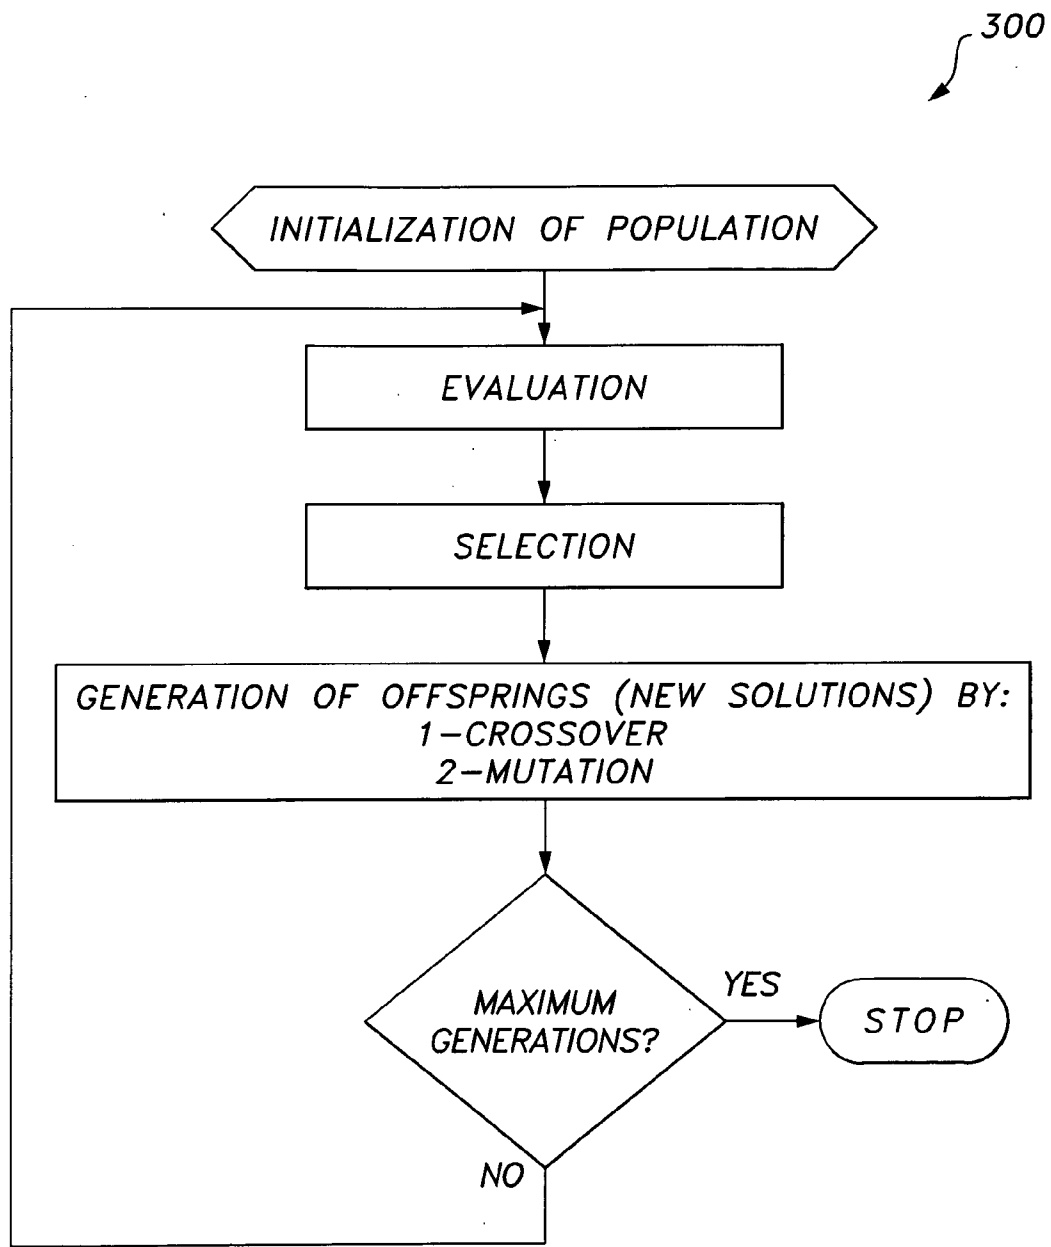 300
INITIALIZATION OF POPULATION
EVALUATION
SELECTION
GENERATION OF OFFSPRINGS (NEW SOLUTIONS) BY:
1-CROSSOVER
2-MUTATION
MAXIMUM
GENERATIONS?
YES
STOP
NO